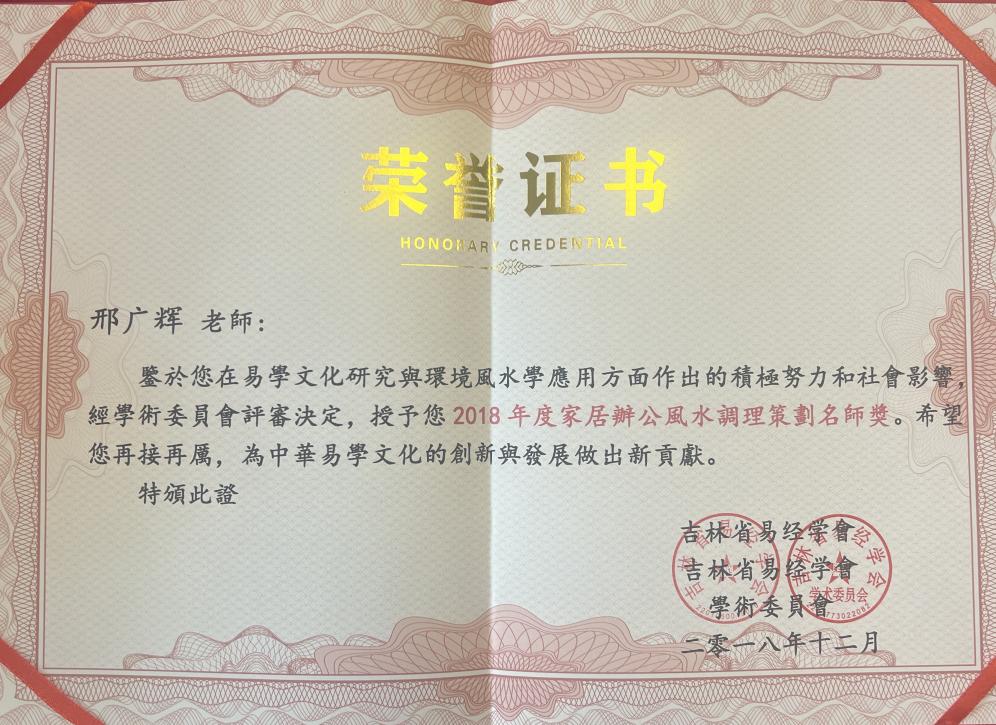 荣誉证书
HONORARY CREDENTIAL
邢广辉 老師：
鑒於您在易學文化研究與環境風水學應用方面作出的積極努力和社會影響，
經學術委員會評審決定，授予您2018年度家居辦公風水調理策劃名師獎。希望
您再接再厲，為中華易學文化的創新與發展做出新貢獻。
特頒此證
吉林省易经学會
吉林省易经学會
學術委員會
二零一八年十二月
学术委员会